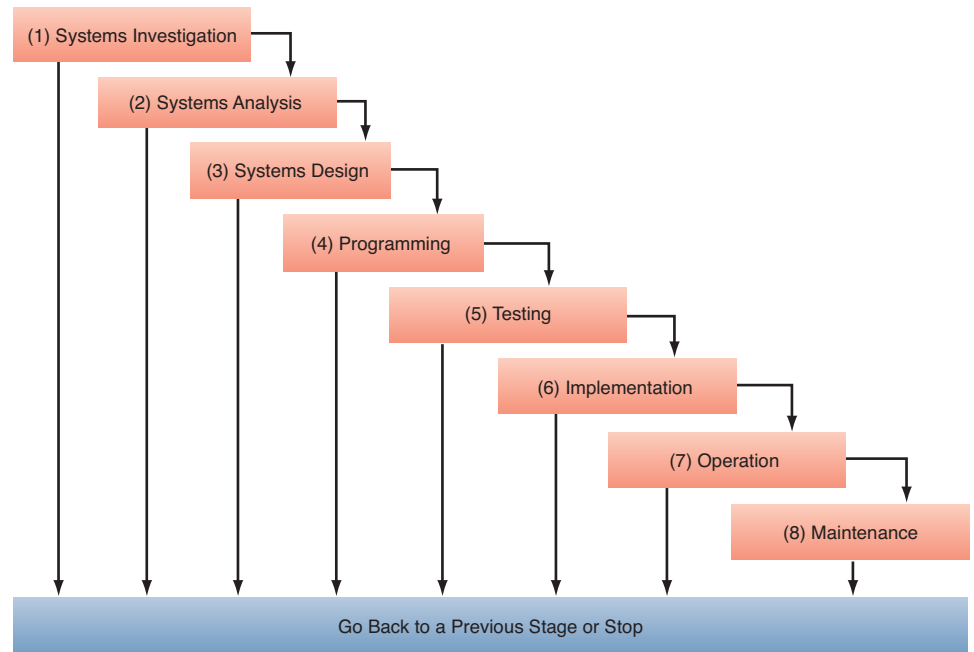 (1) Systems Investigation
(2) Systems Analysis
(3) Systems Design
(4) Programming
(5) Testing
(6) Implementation
(7) Operation
(8) Maintenance
Go Back to a Previous Stage or Stop